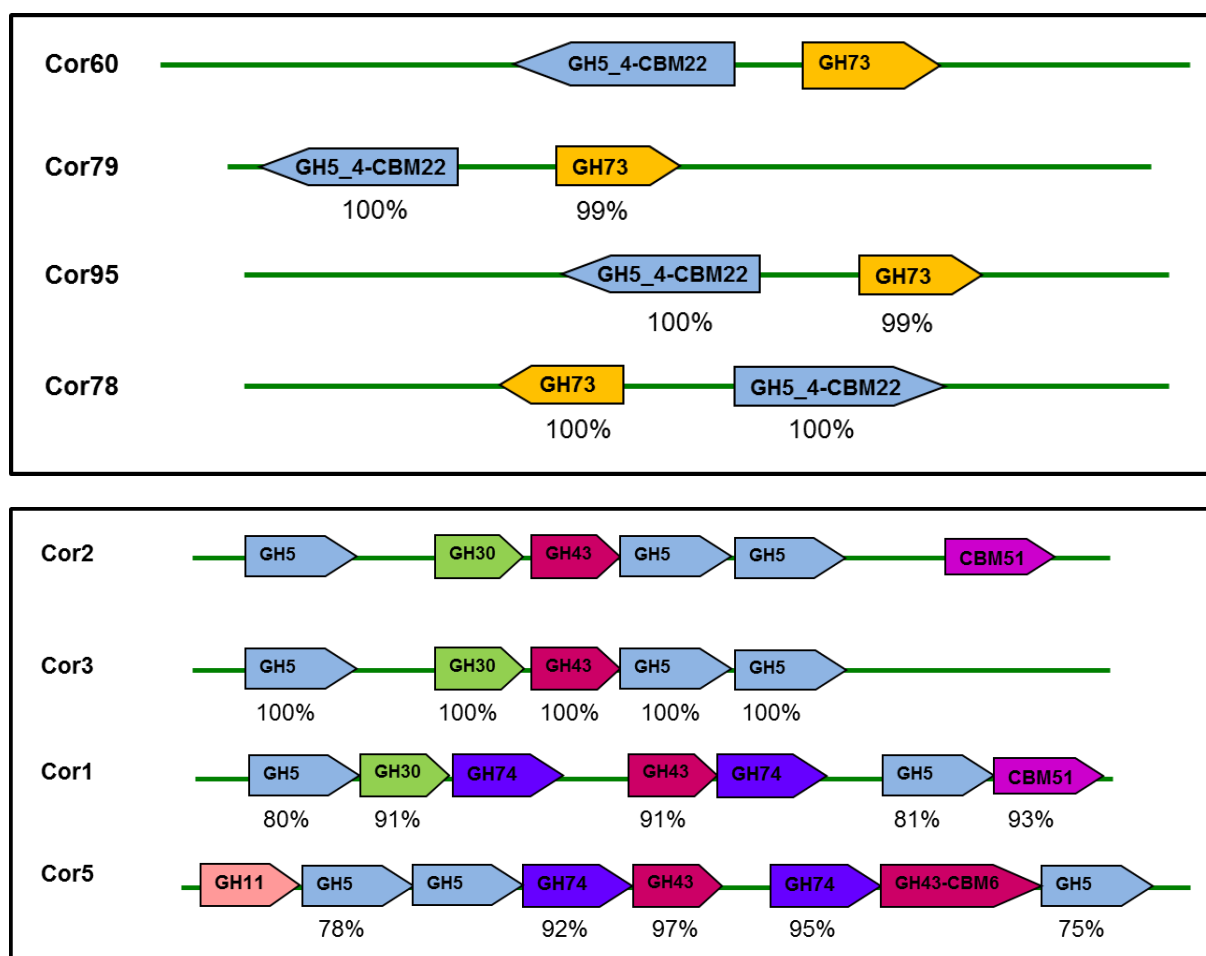 Cor60 GH5_4-CBM22 GH73
Cor79 GH5_4-CBM22 GH73
100% 99%
Cor95 GH5_4-CBM22 GH73
100% 99%
Cor78 GH73 GH5_4-CBM22
100% 100%
Cor2 GH5 GH30 GH43 GH5 GH5 CBM51
Cor3 GH5 GH30 GH43 GH5 GH5
100% 100% 100% 100% 100%
Cor1 GH5 GH30 GH74 GH43 GH74 GH5 CBM51
80% 91% 91% 81% 93%
Cor5 GH11 GH5 GH5 GH74 GH43 GH74 GH43-CBM6 GH5
78% 92% 97% 95% 75%